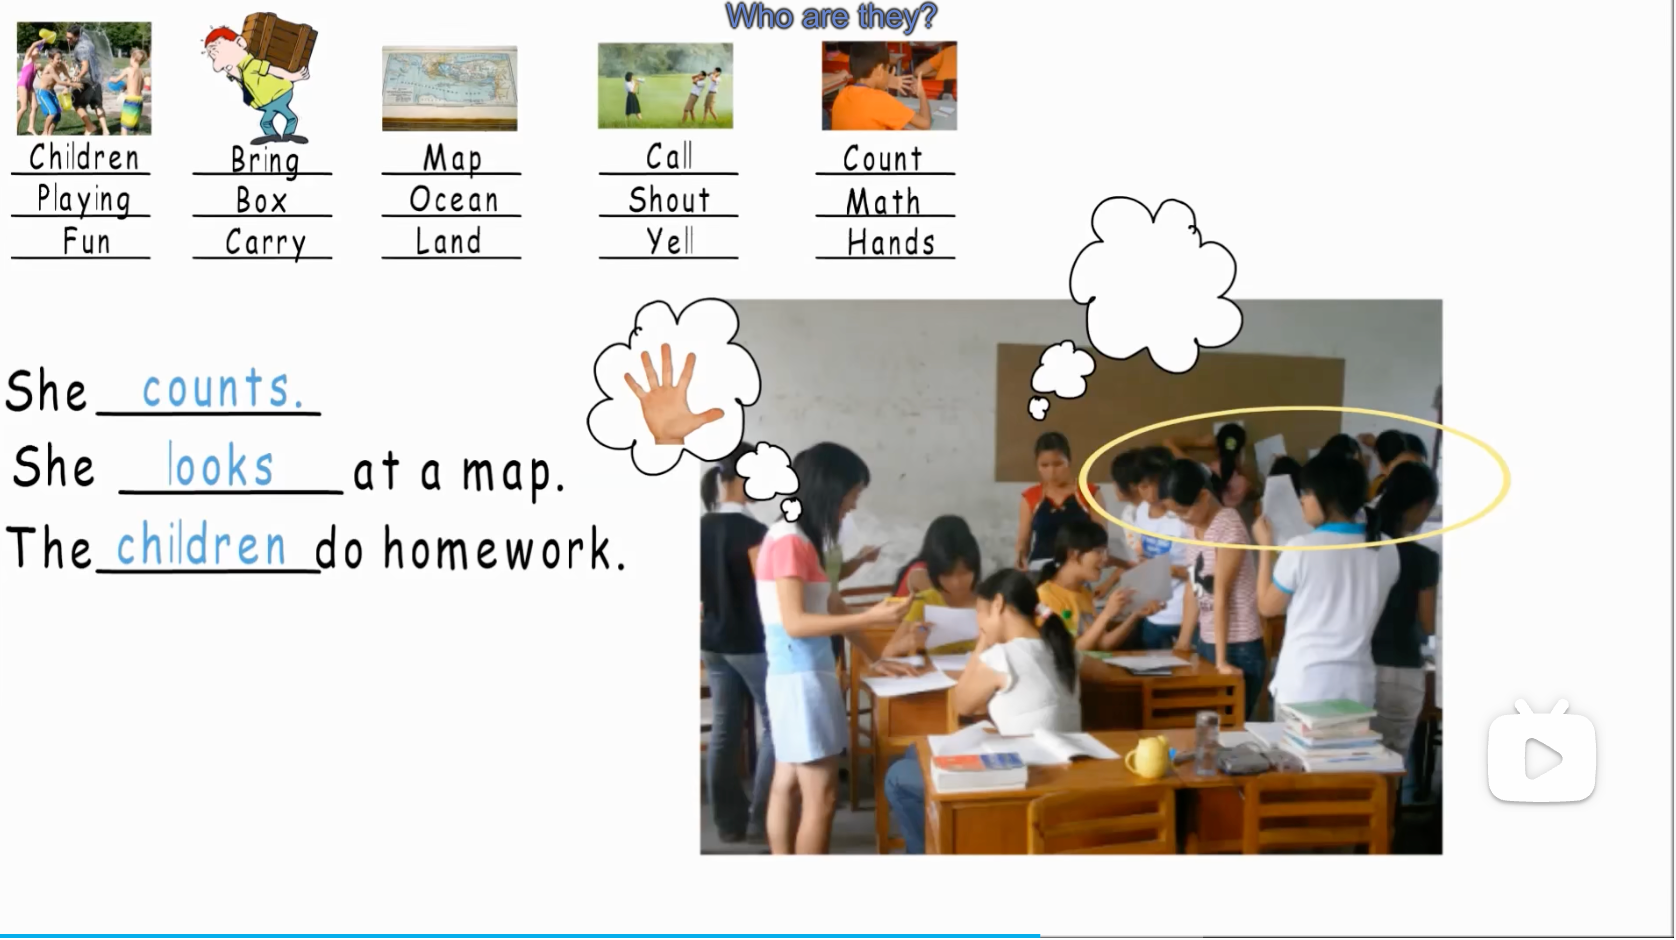 Who are they?
Children
Playing
Fun
Bring
Box
Carry
Map
Ocean
Land
Call
Shout
Yell
Count
Math
Hands
She counts.
She looks at a map.
The children do homework.